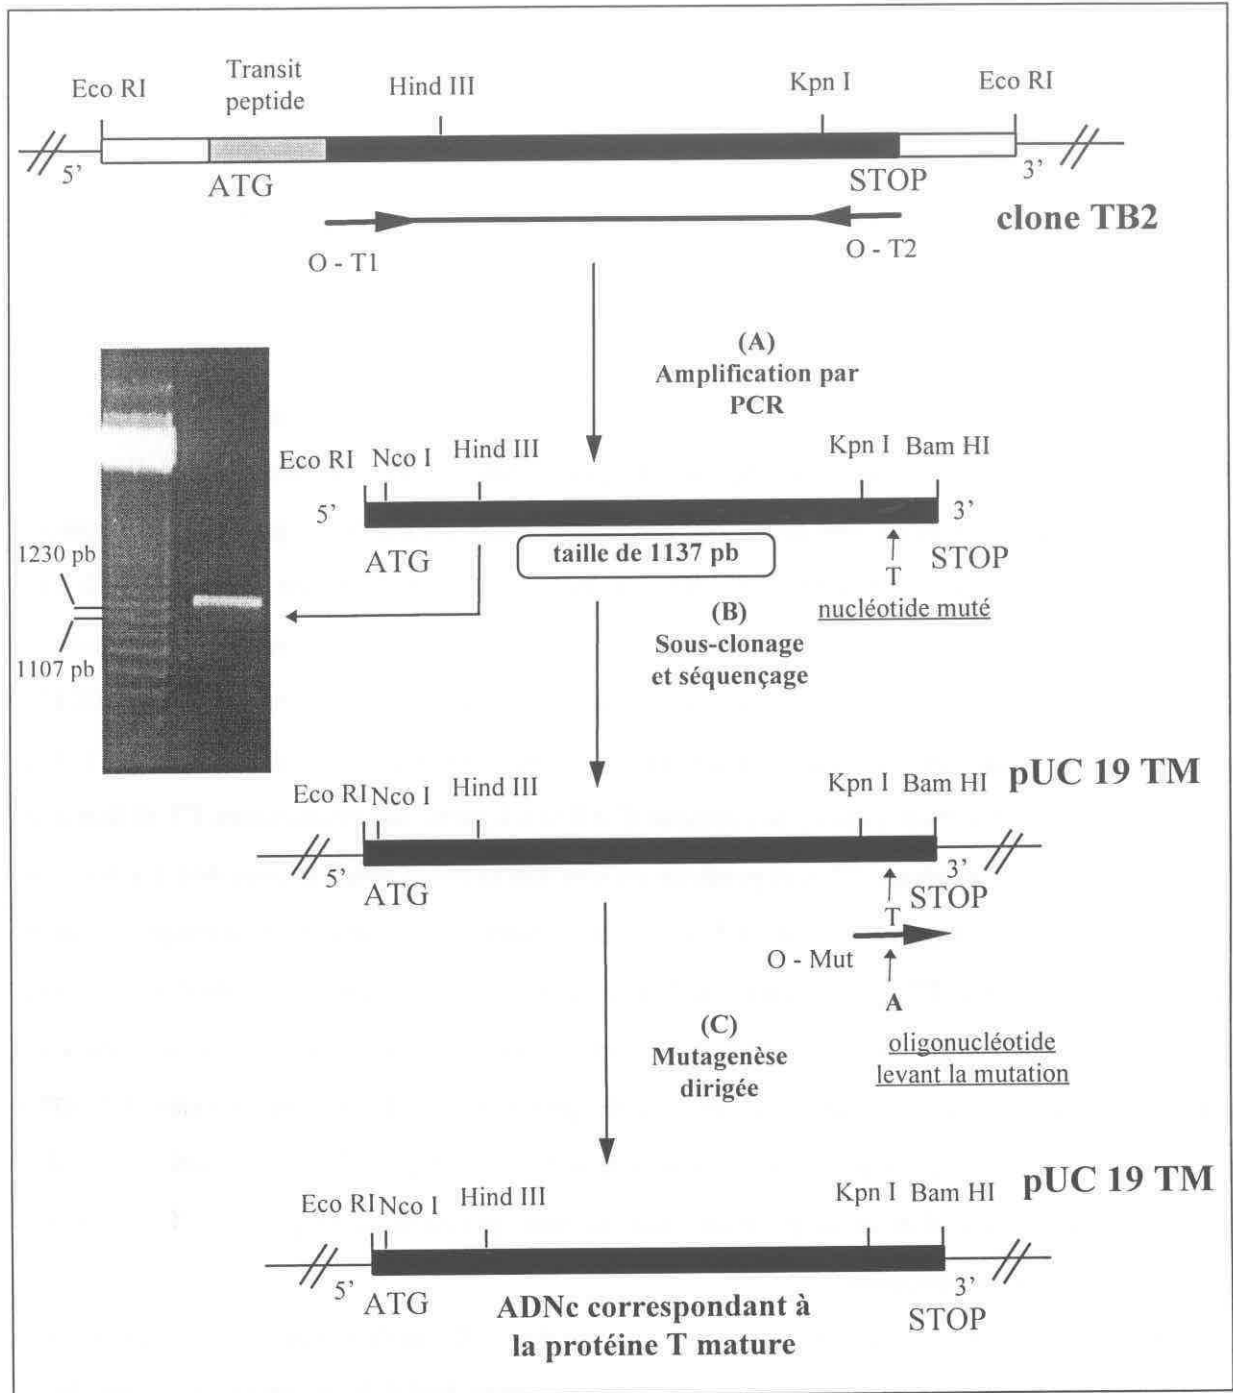 Eco RI
Transit
peptide
Hind III
Kpn I
Eco RI
5'
ATG
STOP
3'
clone TB2
O - T1
O - T2
(A)
Amplification par
PCR
Eco RI
Nco I
Hind III
Kpn I
Bam HI
5'
3'
ATG
taille de 1137 pb
T
STOP
nucléotide muté
1230 pb
1107 pb
(B)
Sous-clonage
et séquençage
pUC 19 TM
Eco RI
Nco I
Hind III
Kpn I
Bam HI
5'
3'
ATG
T
STOP
O - Mut
A
oligonucléotide
levant la mutation
(C)
Mutagenèse
dirigée
pUC 19 TM
Eco RI
Nco I
Hind III
Kpn I
Bam HI
5'
3'
ATG
STOP
ADNc correspondant à
la protéine T mature